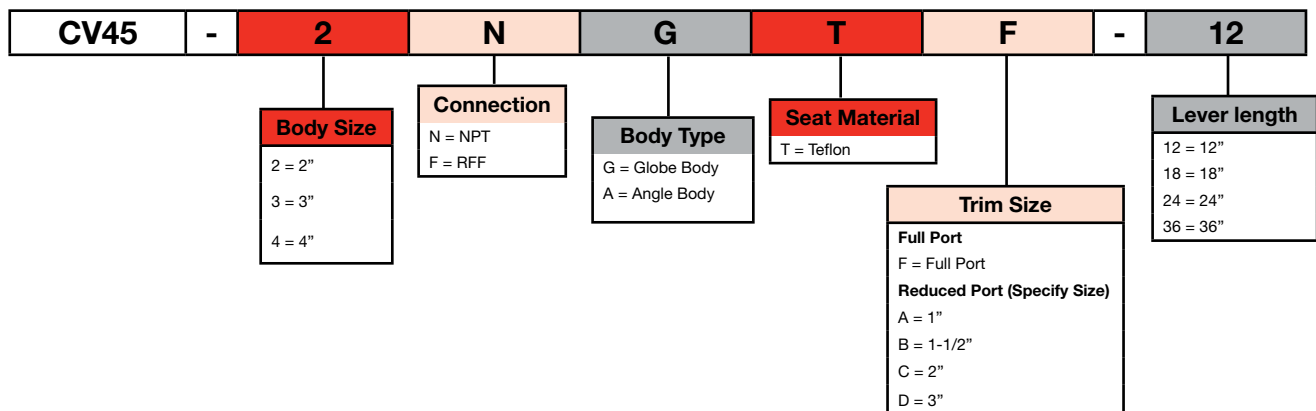 CV45 - 2 N G T F - 12
Body Size
2 = 2”
3 = 3”
4 = 4”
Connection
N = NPT
F = RFF
Body Type
G = Globe Body
A = Angle Body
Seat Material
T = Teflon
Trim Size
Full Port
F = Full Port
Reduced Port (Specify Size)
A = 1”
B = 1-1/2”
C = 2”
D = 3”
Lever length
12 = 12”
18 = 18”
24 = 24”
36 = 36”